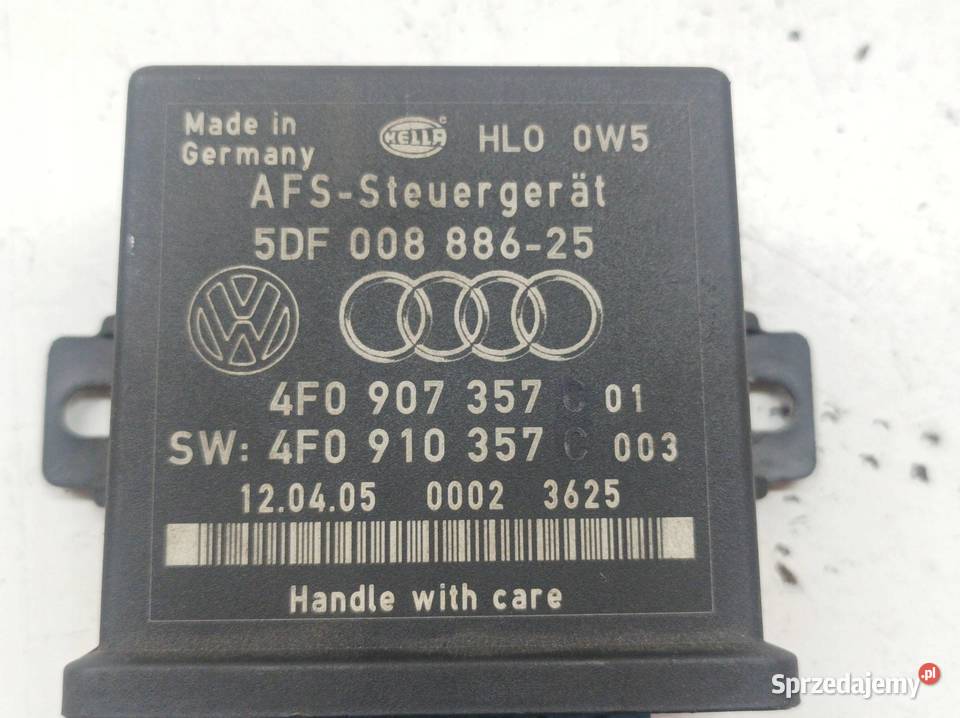 Made in
Germany
HELLA
HLO 0W5
AFS-Steuergerät
5DF 008 886-25
4F0 907 357 C 01
SW: 4F0 910 357 C 003
12.04.05 0002 3625
Handle with care
Sprzedajemy.pl